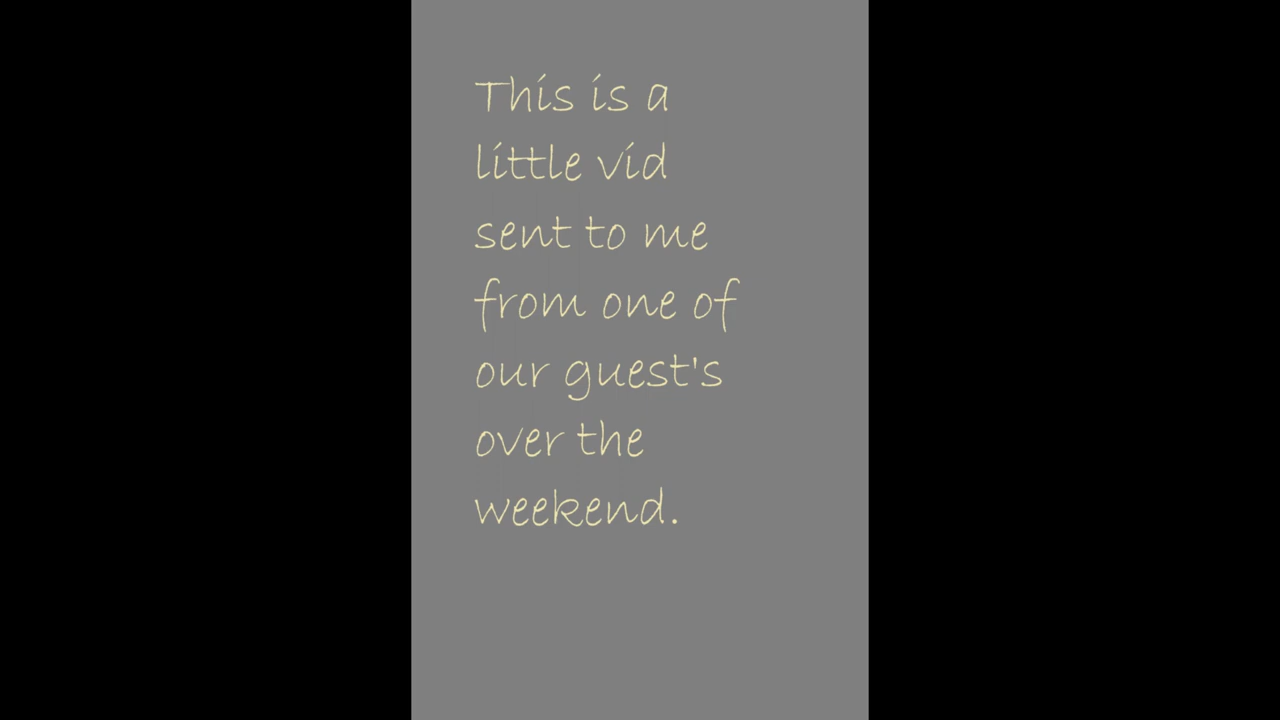 This is a
little vid
sent to me
from one of
our guest's
over the
weekend.